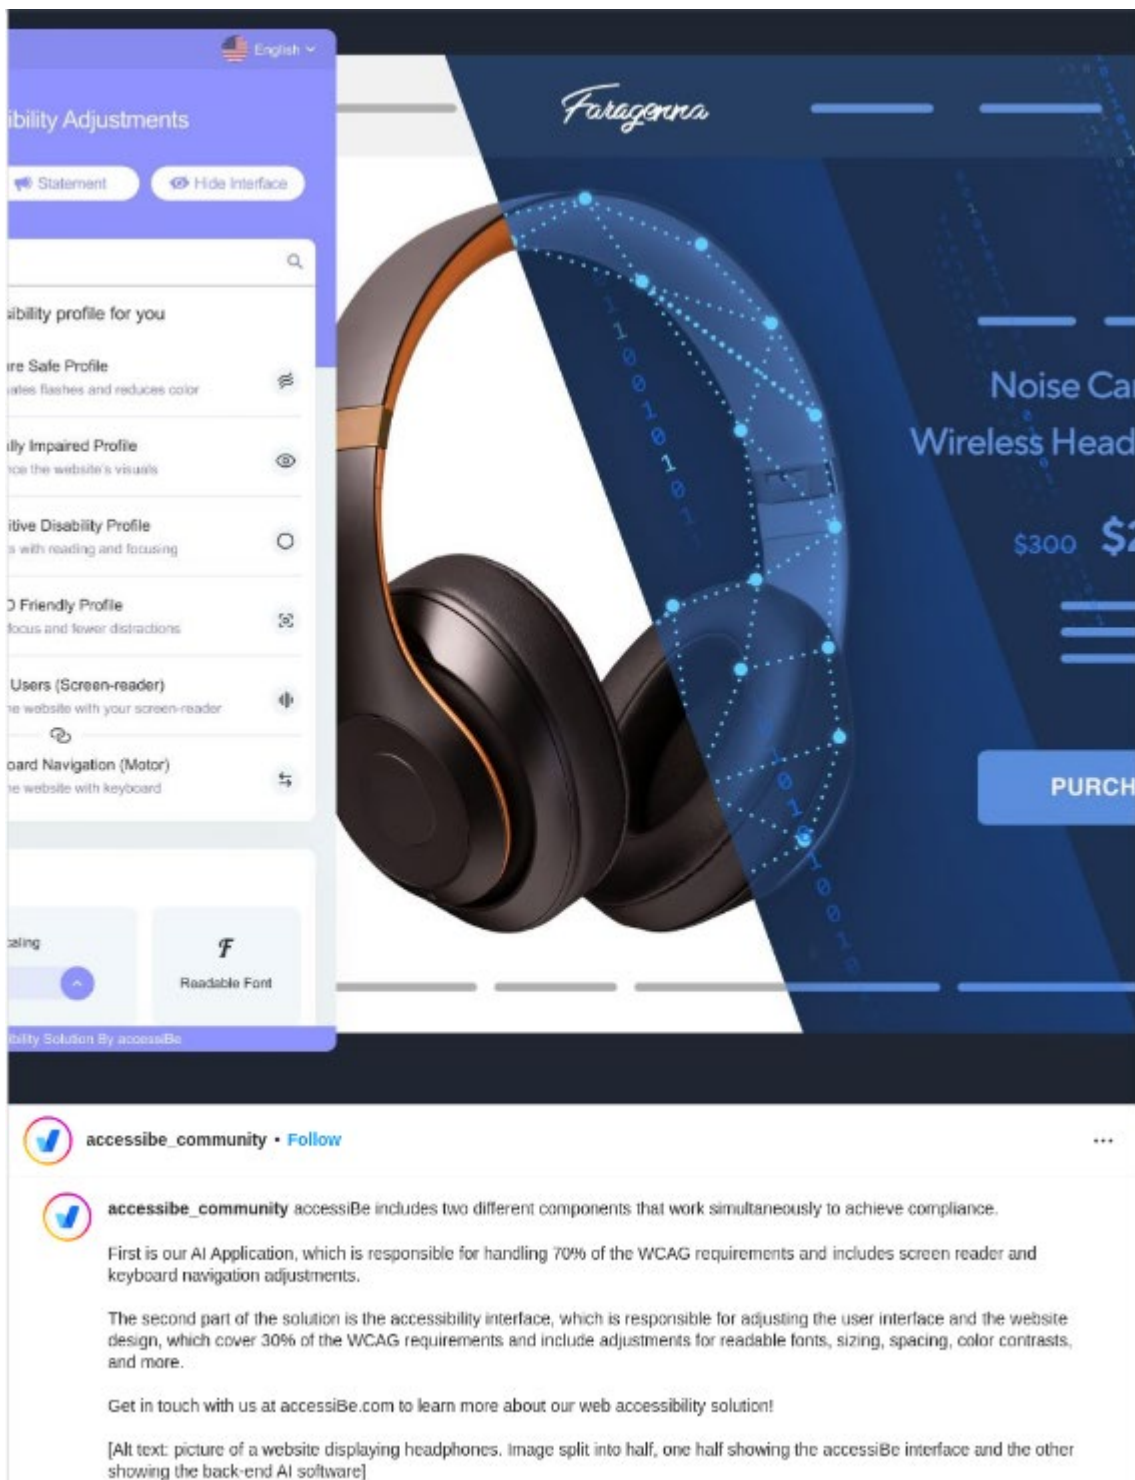 English
ibility Adjustments
Statement
Hide Interface
Faragonna
sibility profile for you
re Safe Profile
ates flashes and reduces color
lly Impaired Profile
nce the website's visuals
itive Disability Profile
s with reading and focusing
D Friendly Profile
focus and fewer distractions
Users (Screen-reader)
he website with your screen-reader
oard Navigation (Motor)
he website with keyboard
caling
F
Readable Font
ibility Solution By accessiBe
Noise Can
Wireless Head
$300 $2
PURCH
accessibe_community • Follow
accessibe_community accessiBe includes two different components that work simultaneously to achieve compliance.
First is our AI Application, which is responsible for handling 70% of the WCAG requirements and includes screen reader and
keyboard navigation adjustments.
The second part of the solution is the accessibility interface, which is responsible for adjusting the user interface and the website
design, which cover 30% of the WCAG requirements and include adjustments for readable fonts, sizing, spacing, color contrasts,
and more.
Get in touch with us at accessiBe.com to learn more about our web accessibility solution!
[Alt text: picture of a website displaying headphones. Image split into half, one half showing the accessiBe interface and the other
showing the back-end AI software]